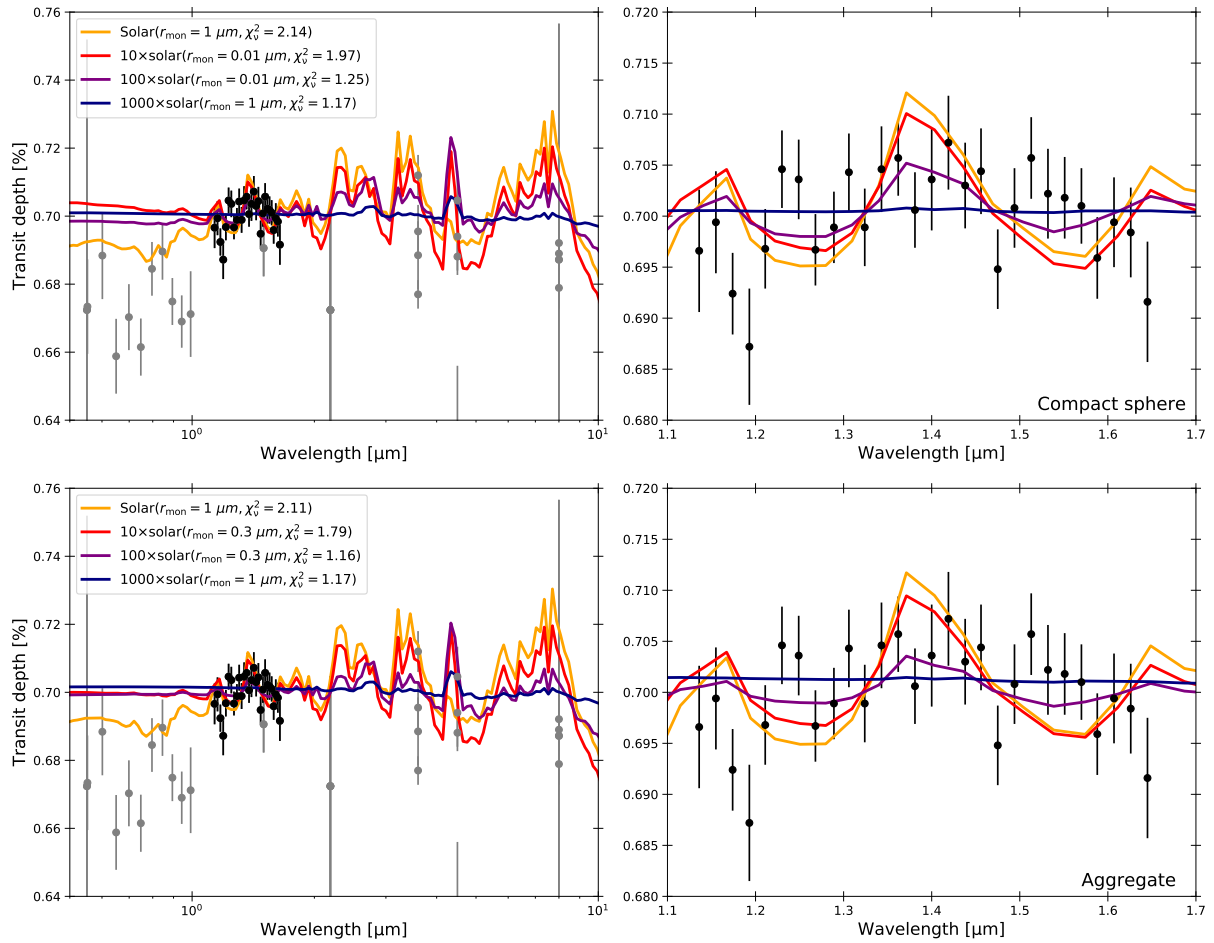 0.76
0.74
0.72
0.70
0.68
0.66
0.64
Transit depth [%]
Solar(r_mon = 1 μm, χ²_ν = 2.14)
10×solar(r_mon = 0.01 μm, χ²_ν = 1.97)
100×solar(r_mon = 0.01 μm, χ²_ν = 1.25)
1000×solar(r_mon = 1 μm, χ²_ν = 1.17)
10⁰
10¹
Wavelength [μm]
0.720
0.715
0.710
0.705
0.700
0.695
0.690
0.685
0.680
Compact sphere
1.1 1.2 1.3 1.4 1.5 1.6 1.7
Wavelength [μm]
0.76
0.74
0.72
0.70
0.68
0.66
0.64
Transit depth [%]
Solar(r_mon = 1 μm, χ²_ν = 2.11)
10×solar(r_mon = 0.3 μm, χ²_ν = 1.79)
100×solar(r_mon = 0.3 μm, χ²_ν = 1.16)
1000×solar(r_mon = 1 μm, χ²_ν = 1.17)
10⁰
10¹
Wavelength [μm]
0.720
0.715
0.710
0.705
0.700
0.695
0.690
0.685
0.680
Aggregate
1.1 1.2 1.3 1.4 1.5 1.6 1.7
Wavelength [μm]